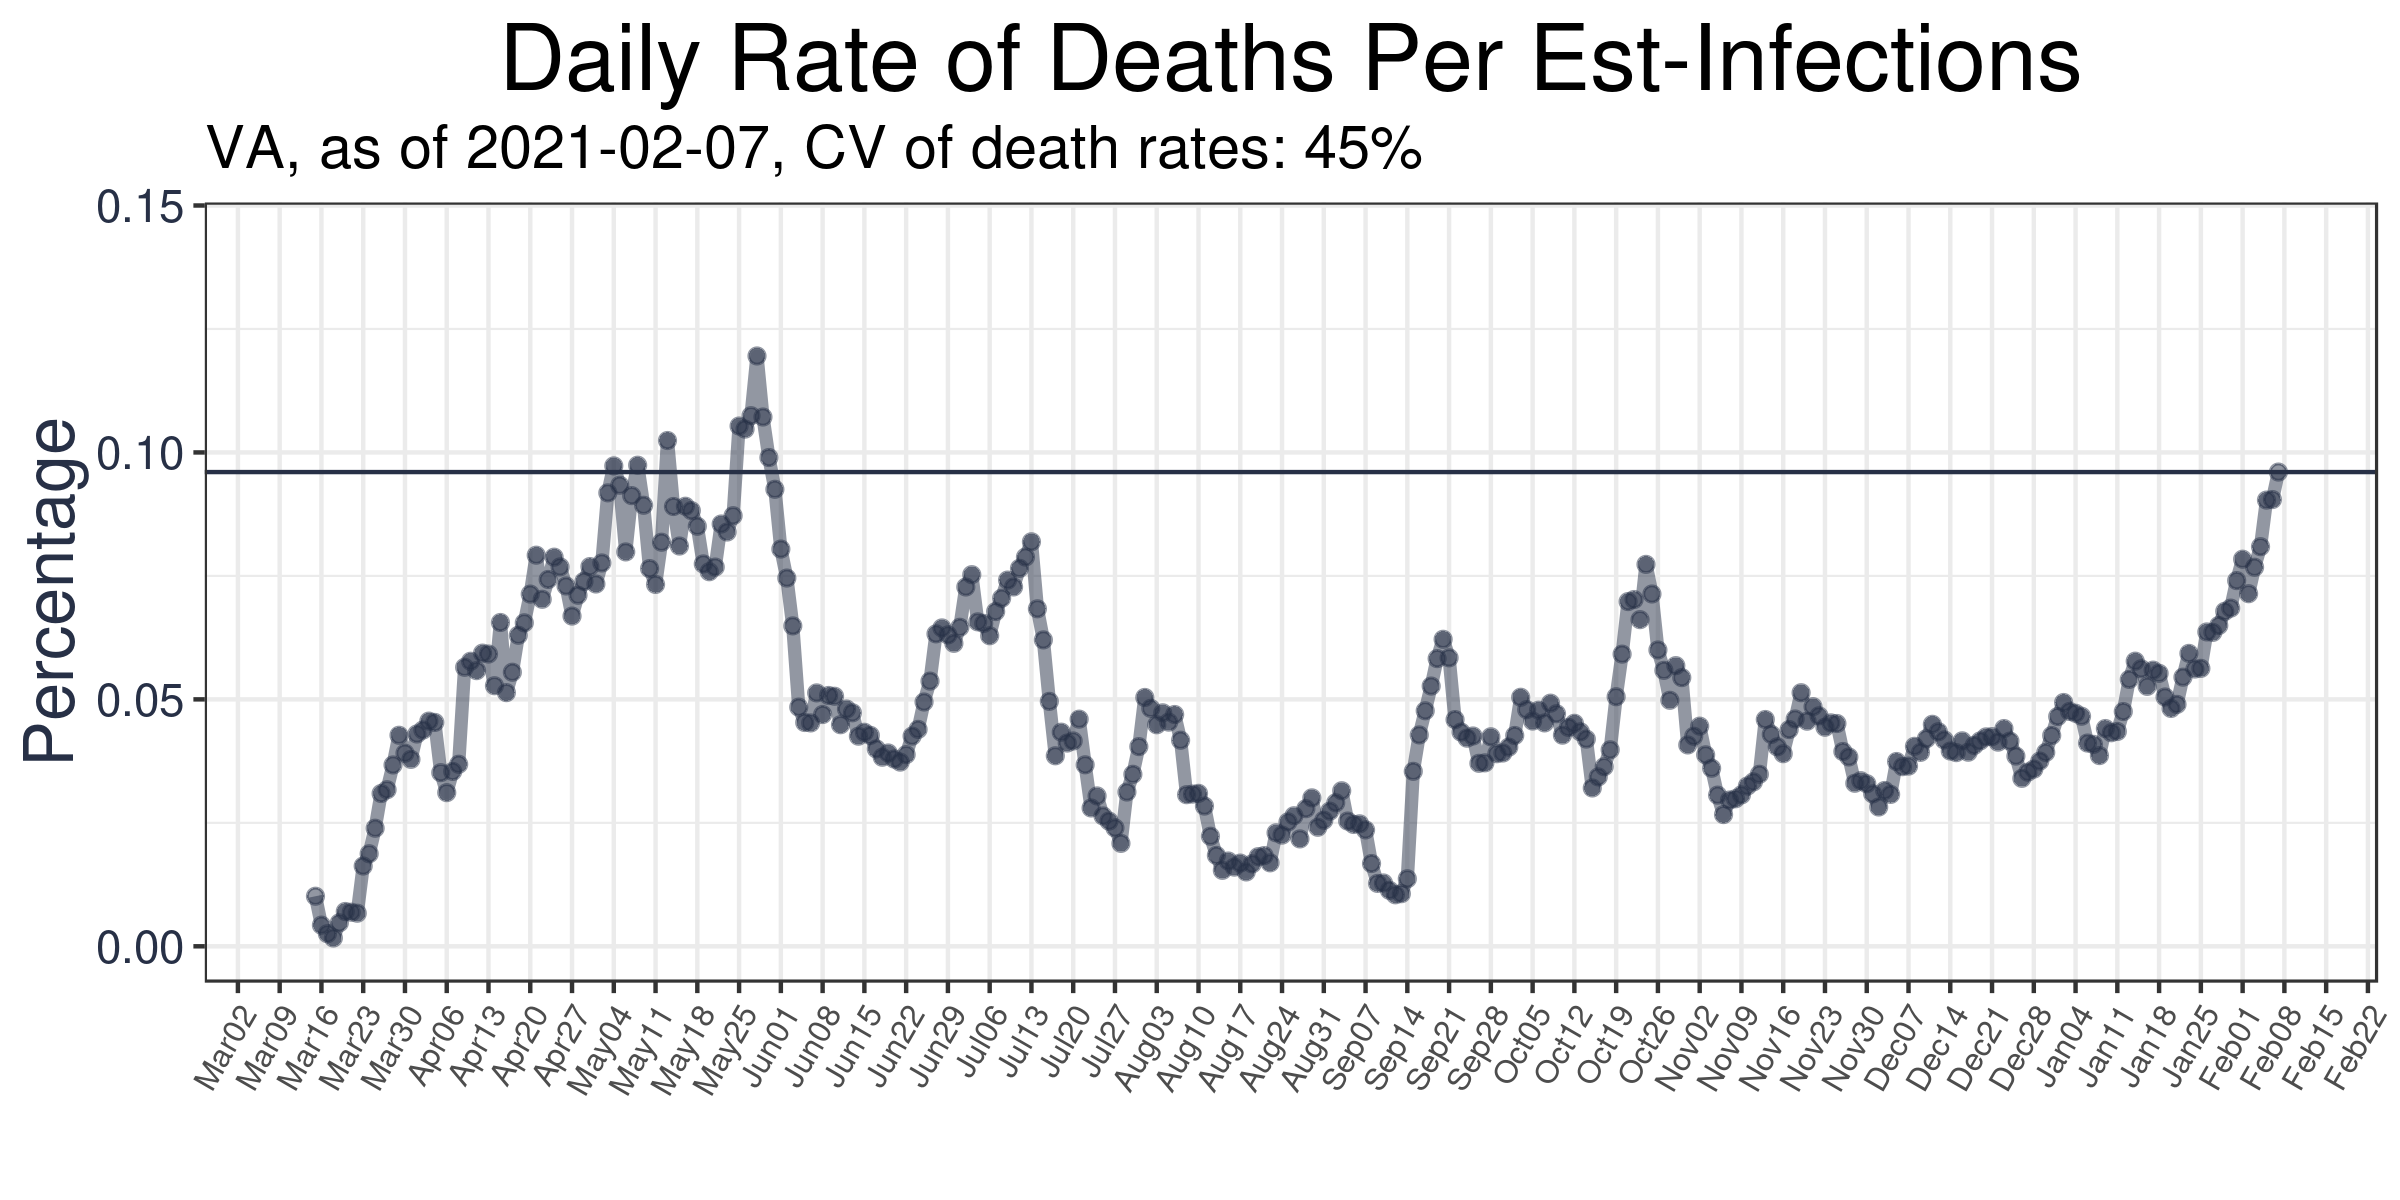 Daily Rate of Deaths Per Est-Infections
VA, as of 2021-02-07, CV of death rates: 45%
Percentage
0.15
0.10
0.05
0.00
Mar02
Mar09
Mar16
Mar23
Mar30
Apr06
Apr13
Apr20
Apr27
May04
May11
May18
May25
Jun01
Jun08
Jun15
Jun22
Jun29
Jul06
Jul13
Jul20
Jul27
Aug03
Aug10
Aug17
Aug24
Aug31
Sep07
Sep14
Sep21
Sep28
Oct05
Oct12
Oct19
Oct26
Nov02
Nov09
Nov16
Nov23
Nov30
Dec07
Dec14
Dec21
Dec28
Jan04
Jan11
Jan18
Jan25
Feb01
Feb08
Feb15
Feb22